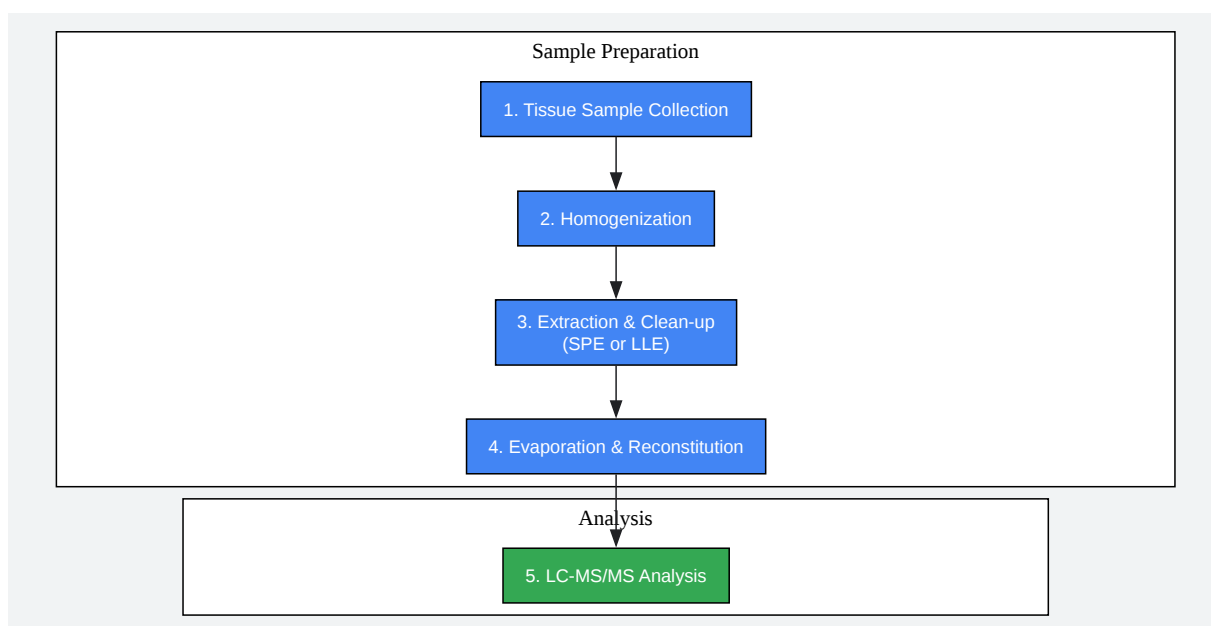 Sample Preparation
1. Tissue Sample Collection
2. Homogenization
3. Extraction & Clean-up
(SPE or LLE)
4. Evaporation & Reconstitution
Analysis
5. LC-MS/MS Analysis